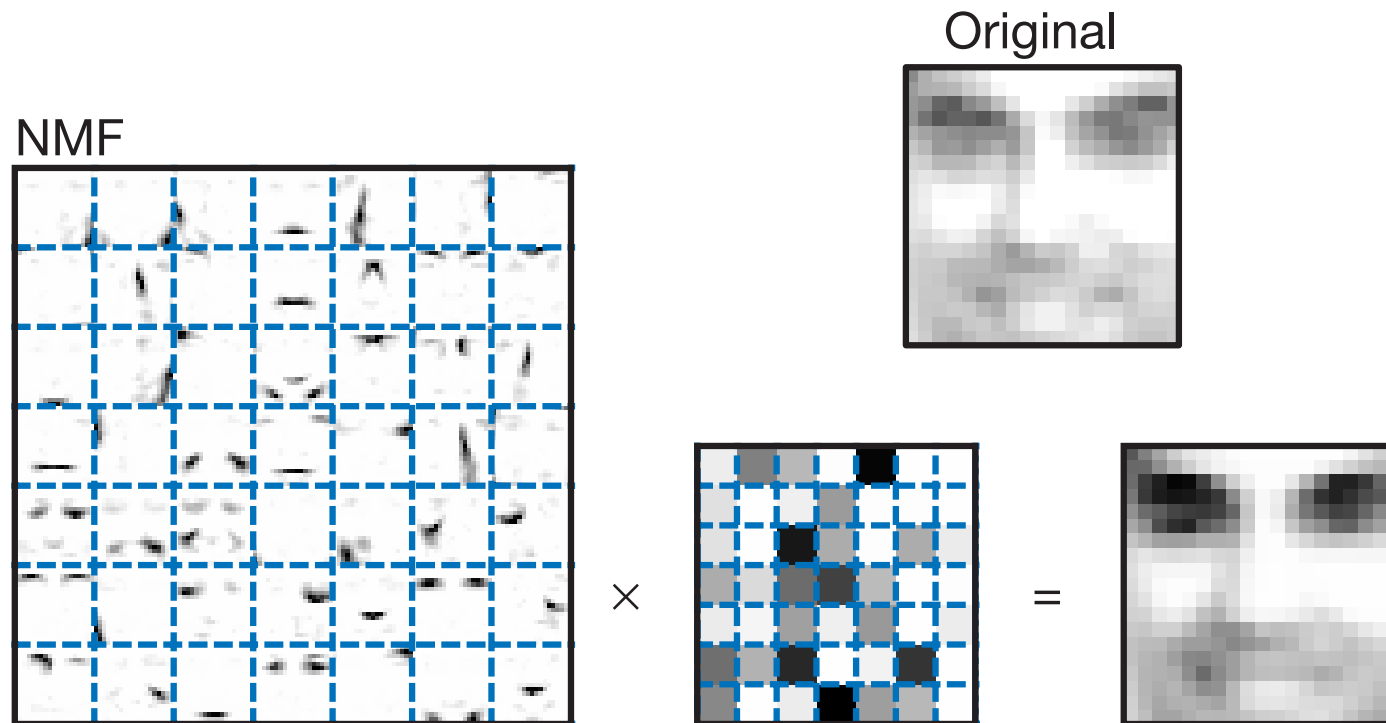 Original
NMF
×
=